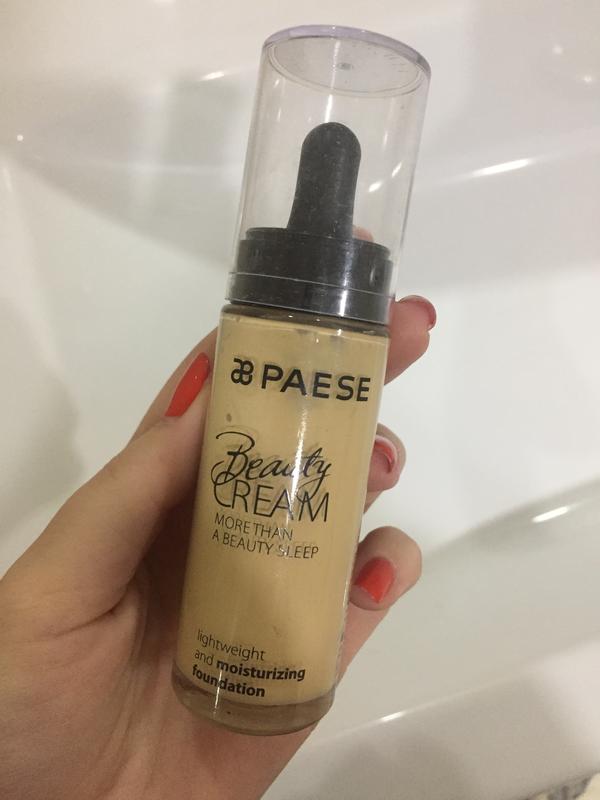 PAESE
Beauty
CREAM
MORE THAN
A BEAUTY SLEEP
lightweight
and moisturizing
foundation